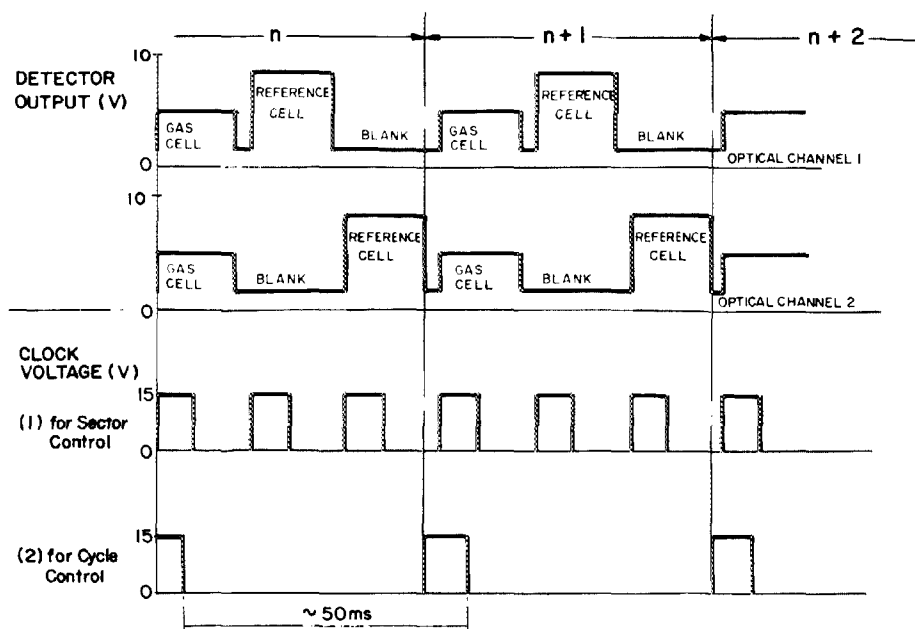 n n+1 n+2
10
DETECTOR
OUTPUT (V)
REFERENCE
CELL
REFERENCE
CELL
GAS
CELL
BLANK
GAS
CELL
BLANK
0
OPTICAL CHANNEL 1
10
REFERENCE
CELL
REFERENCE
CELL
GAS
CELL
BLANK
GAS
CELL
BLANK
0
OPTICAL CHANNEL 2
CLOCK
VOLTAGE (V)
15
(1) for Sector
Control
0
15
(2) for Cycle
Control
0
~ 50ms